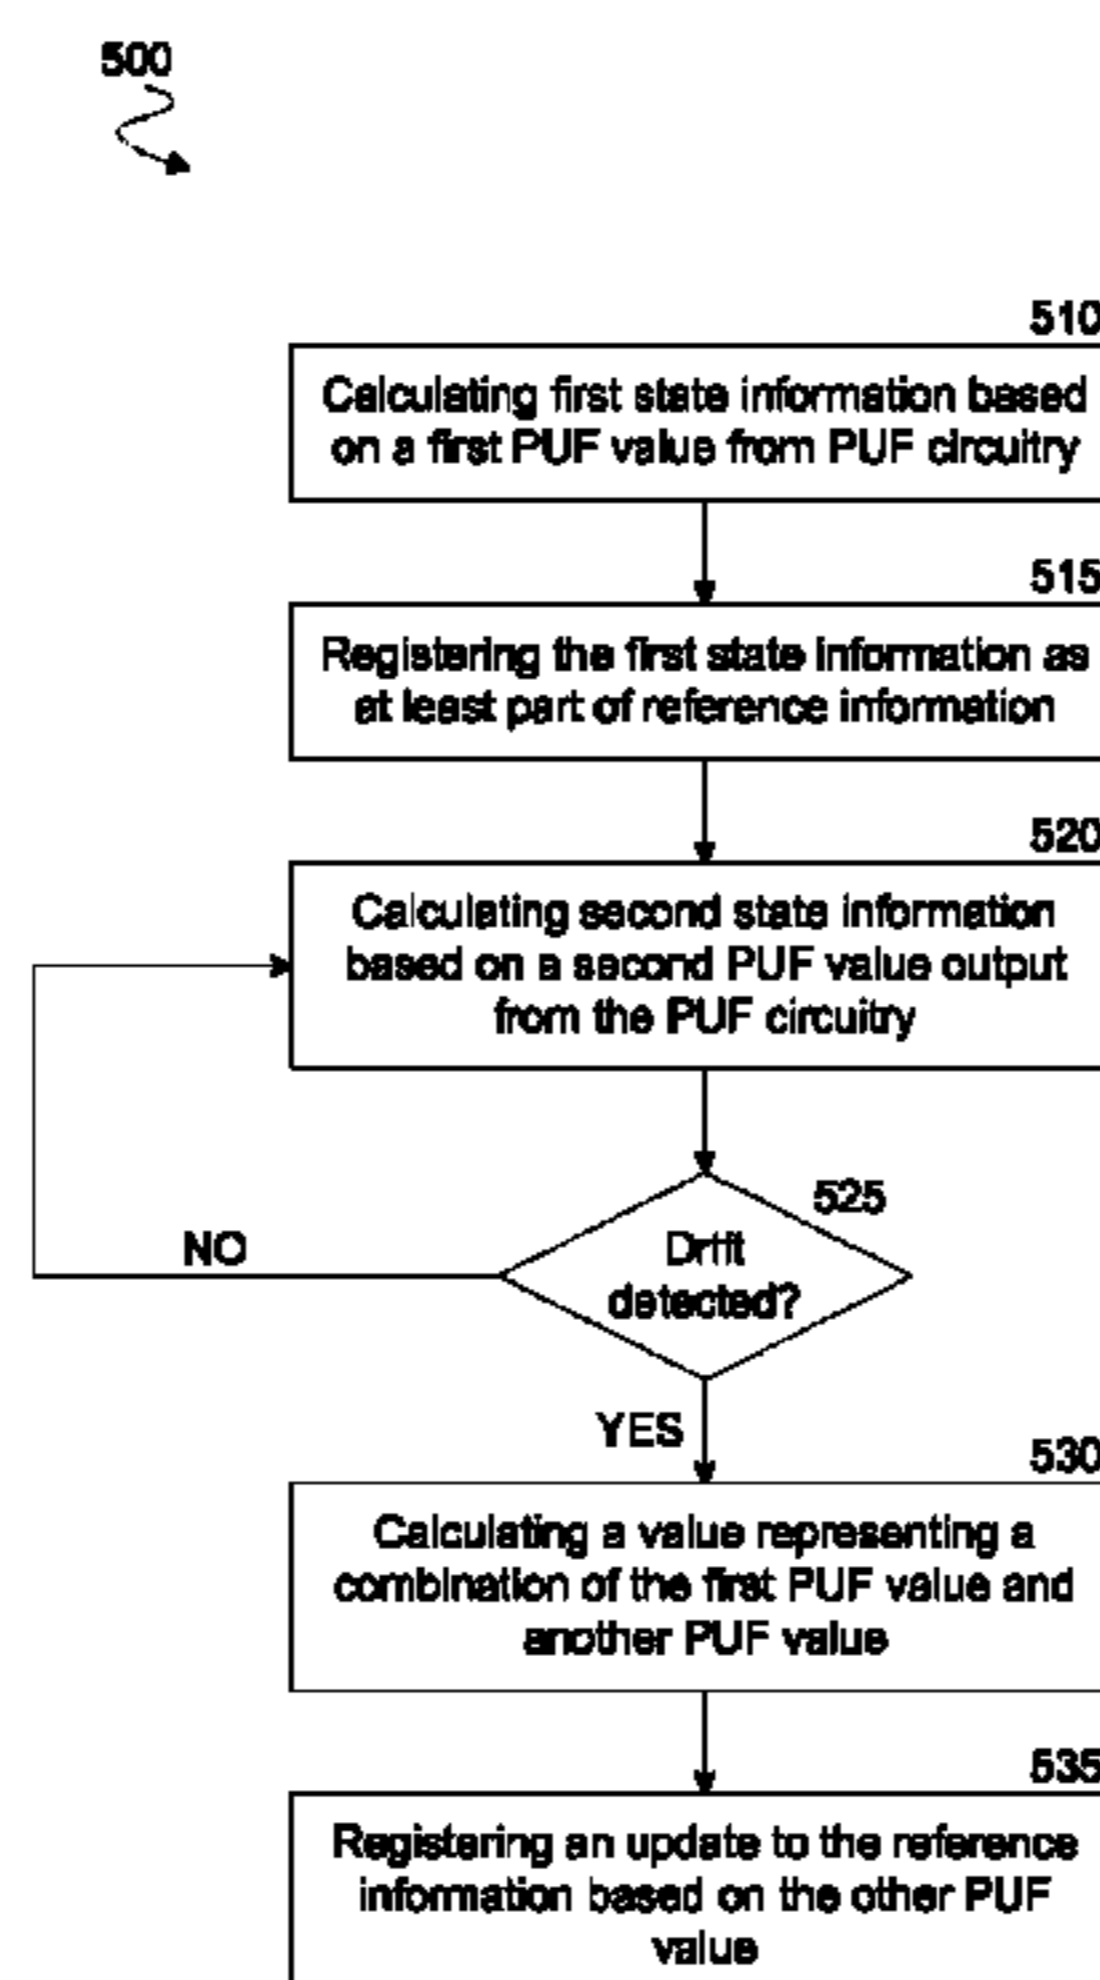 500
510
Calculating first state information based
on a first PUF value from PUF circuitry
515
Registering the first state information as
at least part of reference information
520
Calculating second state information
based on a second PUF value output
from the PUF circuitry
525
Drift
detected?
NO
YES
530
Calculating a value representing a
combination of the first PUF value and
another PUF value
535
Registering an update to the reference
information based on the other PUF
value